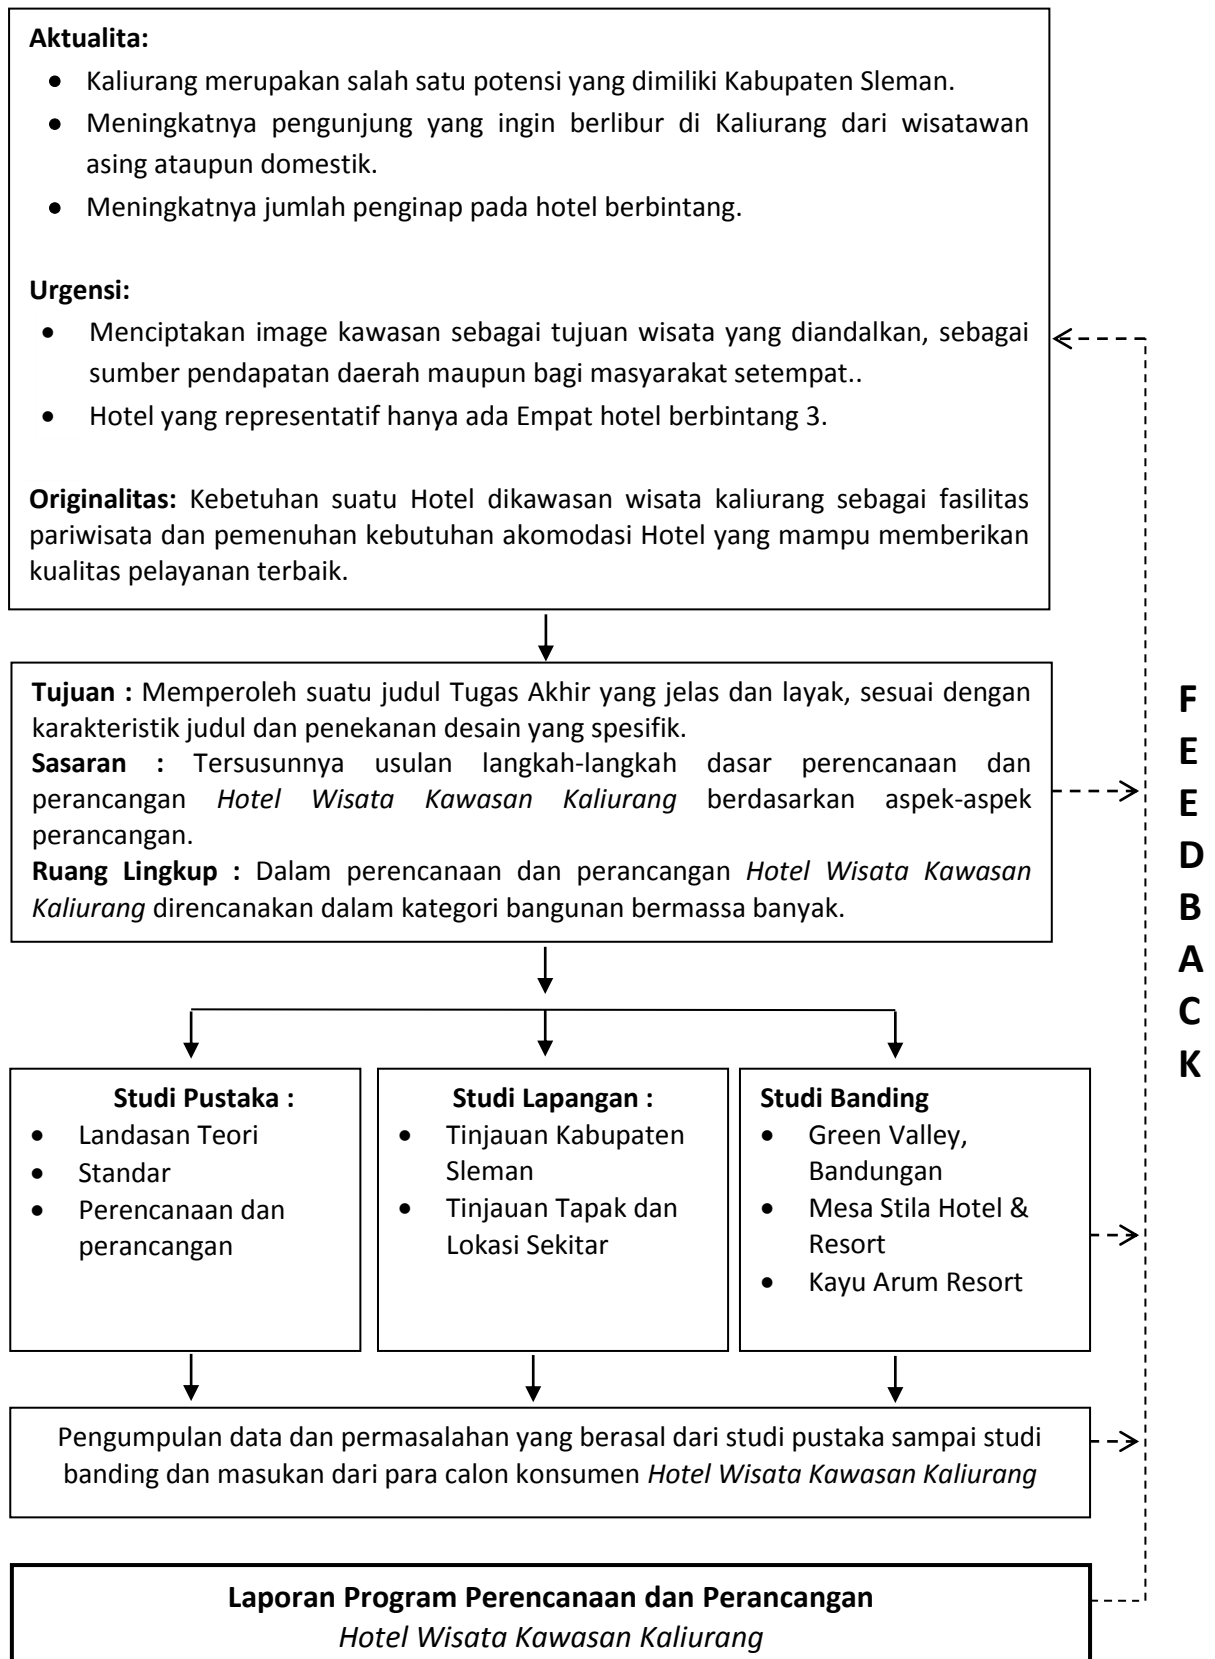 Aktualita:
● Kaliurang merupakan salah satu potensi yang dimiliki Kabupaten Sleman.
● Meningkatnya pengunjung yang ingin berlibur di Kaliurang dari wisatawan
asing ataupun domestik.
● Meningkatnya jumlah penginap pada hotel berbintang.
Urgensi:
● Menciptakan image kawasan sebagai tujuan wisata yang diandalkan, sebagai
sumber pendapatan daerah maupun bagi masyarakat setempat..
● Hotel yang representatif hanya ada Empat hotel berbintang 3.
Originalitas: Kebetuhan suatu Hotel dikawasan wisata kaliurang sebagai fasilitas
pariwisata dan pemenuhan kebutuhan akomodasi Hotel yang mampu memberikan
kualitas pelayanan terbaik.
Tujuan : Memperoleh suatu judul Tugas Akhir yang jelas dan layak, sesuai dengan
karakteristik judul dan penekanan desain yang spesifik.
Sasaran : Tersusunnya usulan langkah-langkah dasar perencanaan dan
perancangan Hotel Wisata Kawasan Kaliurang berdasarkan aspek-aspek
perancangan.
Ruang Lingkup : Dalam perencanaan dan perancangan Hotel Wisata Kawasan
Kaliurang direncanakan dalam kategori bangunan bermassa banyak.
F
E
E
D
B
A
C
K
Studi Pustaka :
● Landasan Teori
● Standar
● Perencanaan dan
perancangan
Studi Lapangan :
● Tinjauan Kabupaten
Sleman
● Tinjauan Tapak dan
Lokasi Sekitar
Studi Banding
● Green Valley,
Bandungan
● Mesa Stila Hotel &
Resort
● Kayu Arum Resort
Pengumpulan data dan permasalahan yang berasal dari studi pustaka sampai studi
banding dan masukan dari para calon konsumen Hotel Wisata Kawasan Kaliurang
Laporan Program Perencanaan dan Perancangan
Hotel Wisata Kawasan Kaliurang